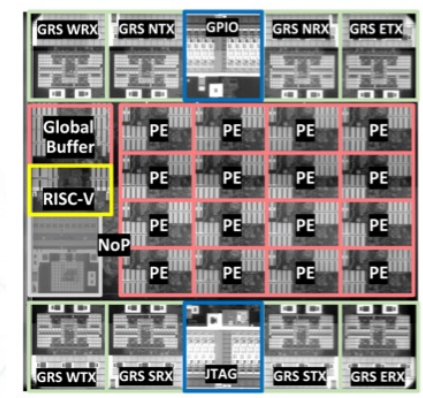 GRS WRX GRS NTX GPIO GRS NRX GRS ETX
Global
Buffer
PE PE PE PE
RISC-V
PE PE PE PE
NoP
PE PE PE PE
PE PE PE PE
GRS WTX GRS SRX JTAG GRS STX GRS ERX